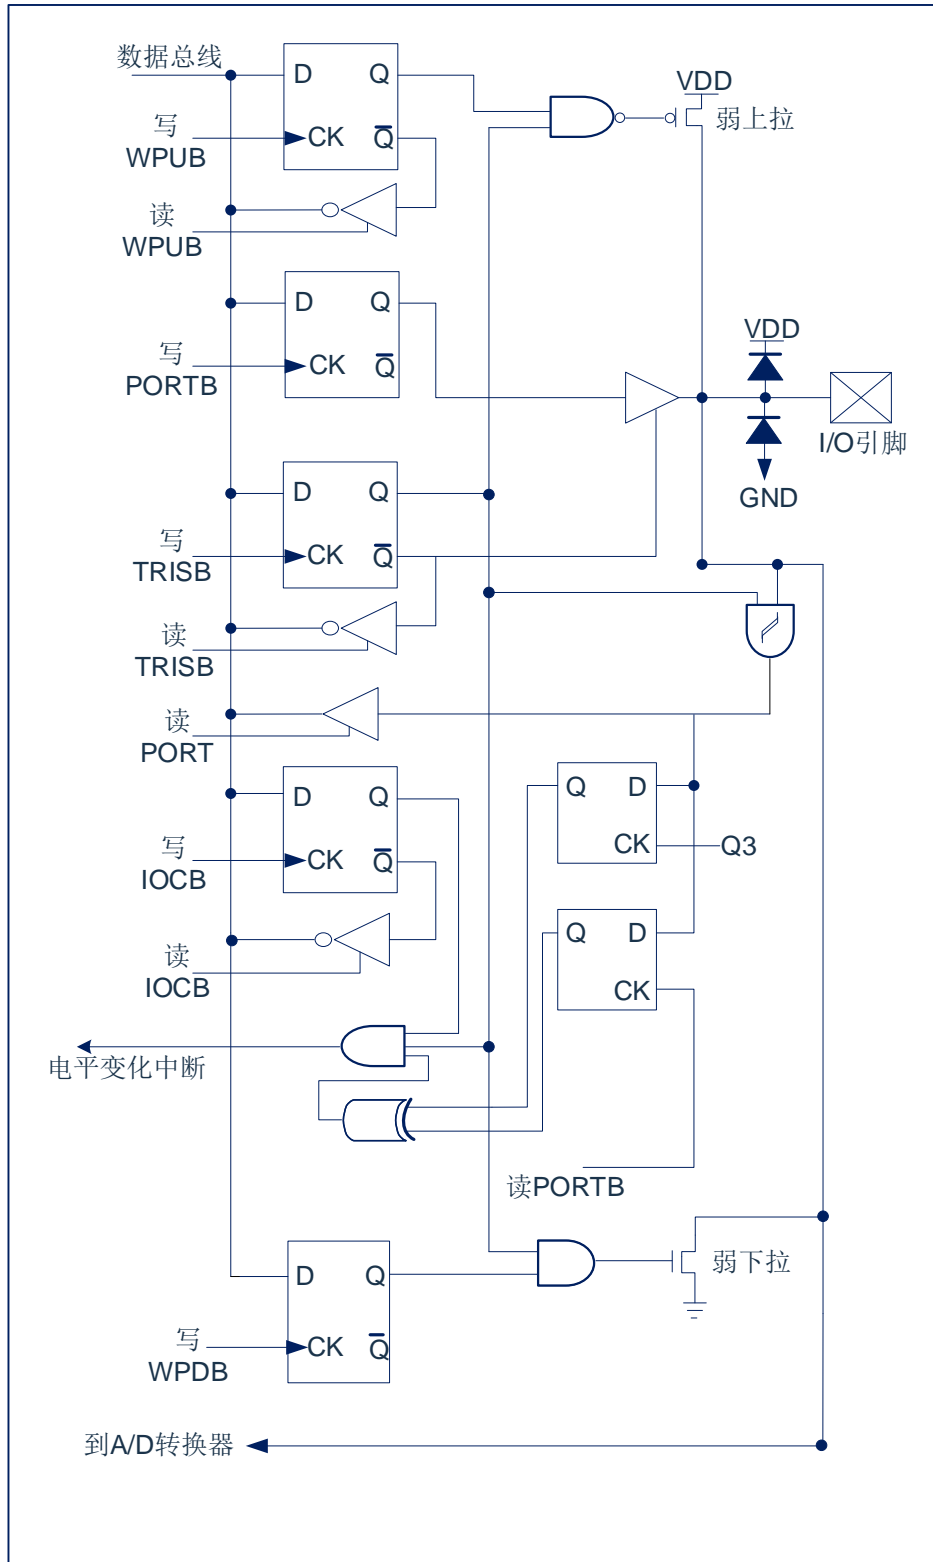 数据总线
D
Q
VDD
弱上拉
写
WPUB
CK
Q
读
WPUB
D
Q
写
PORTB
CK
Q
VDD
I/O引脚
GND
D
Q
写
TRISB
CK
Q
读
TRISB
读
PORT
D
Q
Q
D
写
IOCB
CK
Q
CK
Q3
读
IOCB
Q
D
CK
电平变化中断
读PORTB
D
Q
弱下拉
写
WPDB
CK
Q
到A/D转换器